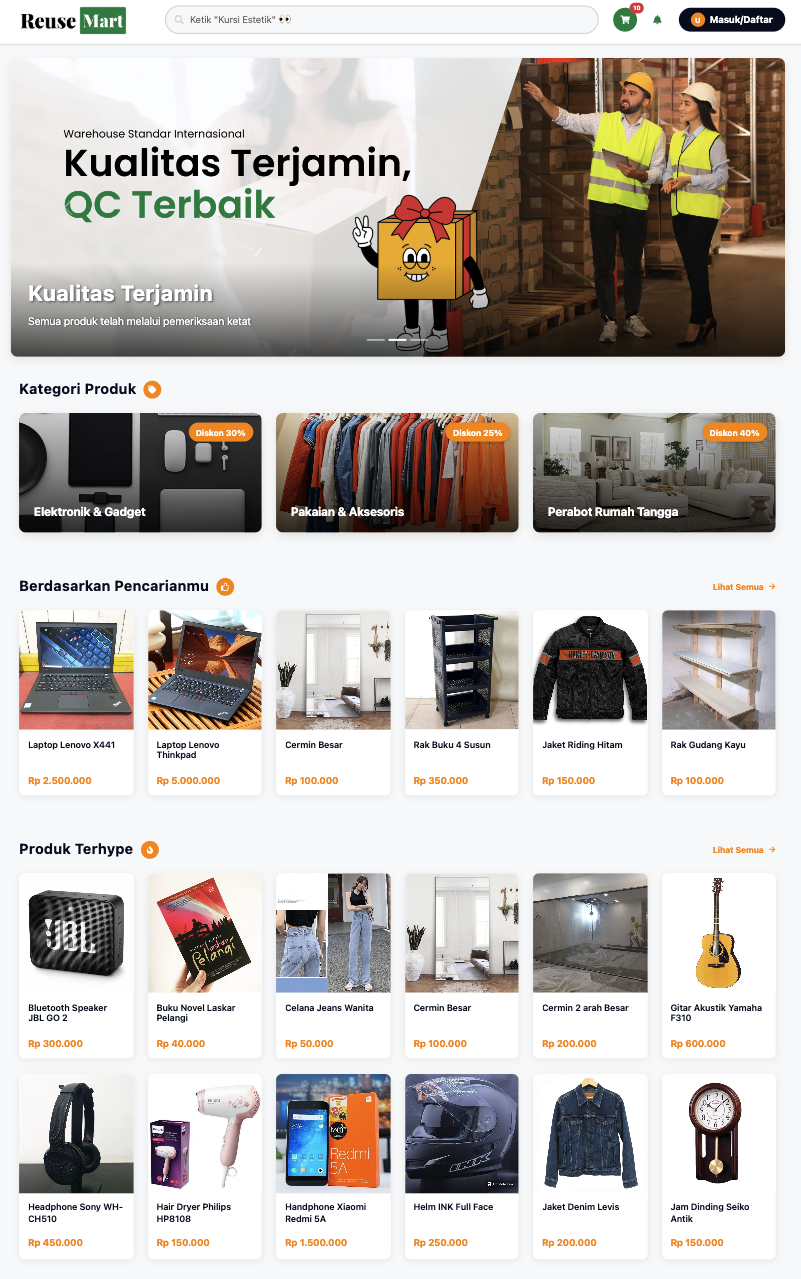 Reuse Mart
Ketik "Kursi Estetik" 👀
10
u Masuk/Daftar
Warehouse Standar Internasional
Kualitas Terjamin,
QC Terbaik
Kualitas Terjamin
Semua produk telah melalui pemeriksaan ketat
Kategori Produk
Diskon 30%
Elektronik & Gadget
Diskon 25%
Pakaian & Aksesoris
Diskon 40%
Perabot Rumah Tangga
Berdasarkan Pencarianmu
Lihat Semua →
HARLEY-DAVIDSON
Laptop Lenovo X441
Rp 2.500.000
Laptop Lenovo
Thinkpad
Rp 5.000.000
Cermin Besar
Rp 100.000
Rak Buku 4 Susun
Rp 350.000
Jaket Riding Hitam
Rp 150.000
Rak Gudang Kayu
Rp 100.000
Produk Terhype
Lihat Semua →
JBL
Laskar
Pelangi
Bluetooth Speaker
JBL GO 2
Rp 300.000
Buku Novel Laskar
Pelangi
Rp 40.000
Celana Jeans Wanita
Rp 50.000
Cermin Besar
Rp 100.000
Cermin 2 arah Besar
Rp 200.000
Gitar Akustik Yamaha
F310
Rp 600.000
Redmi
5A
INK
Headphone Sony WH-
CH510
Rp 450.000
Hair Dryer Philips
HP8108
Rp 150.000
Handphone Xiaomi
Redmi 5A
Rp 1.500.000
Helm INK Full Face
Rp 250.000
Jaket Denim Levis
Rp 200.000
Jam Dinding Seiko
Antik
Rp 150.000